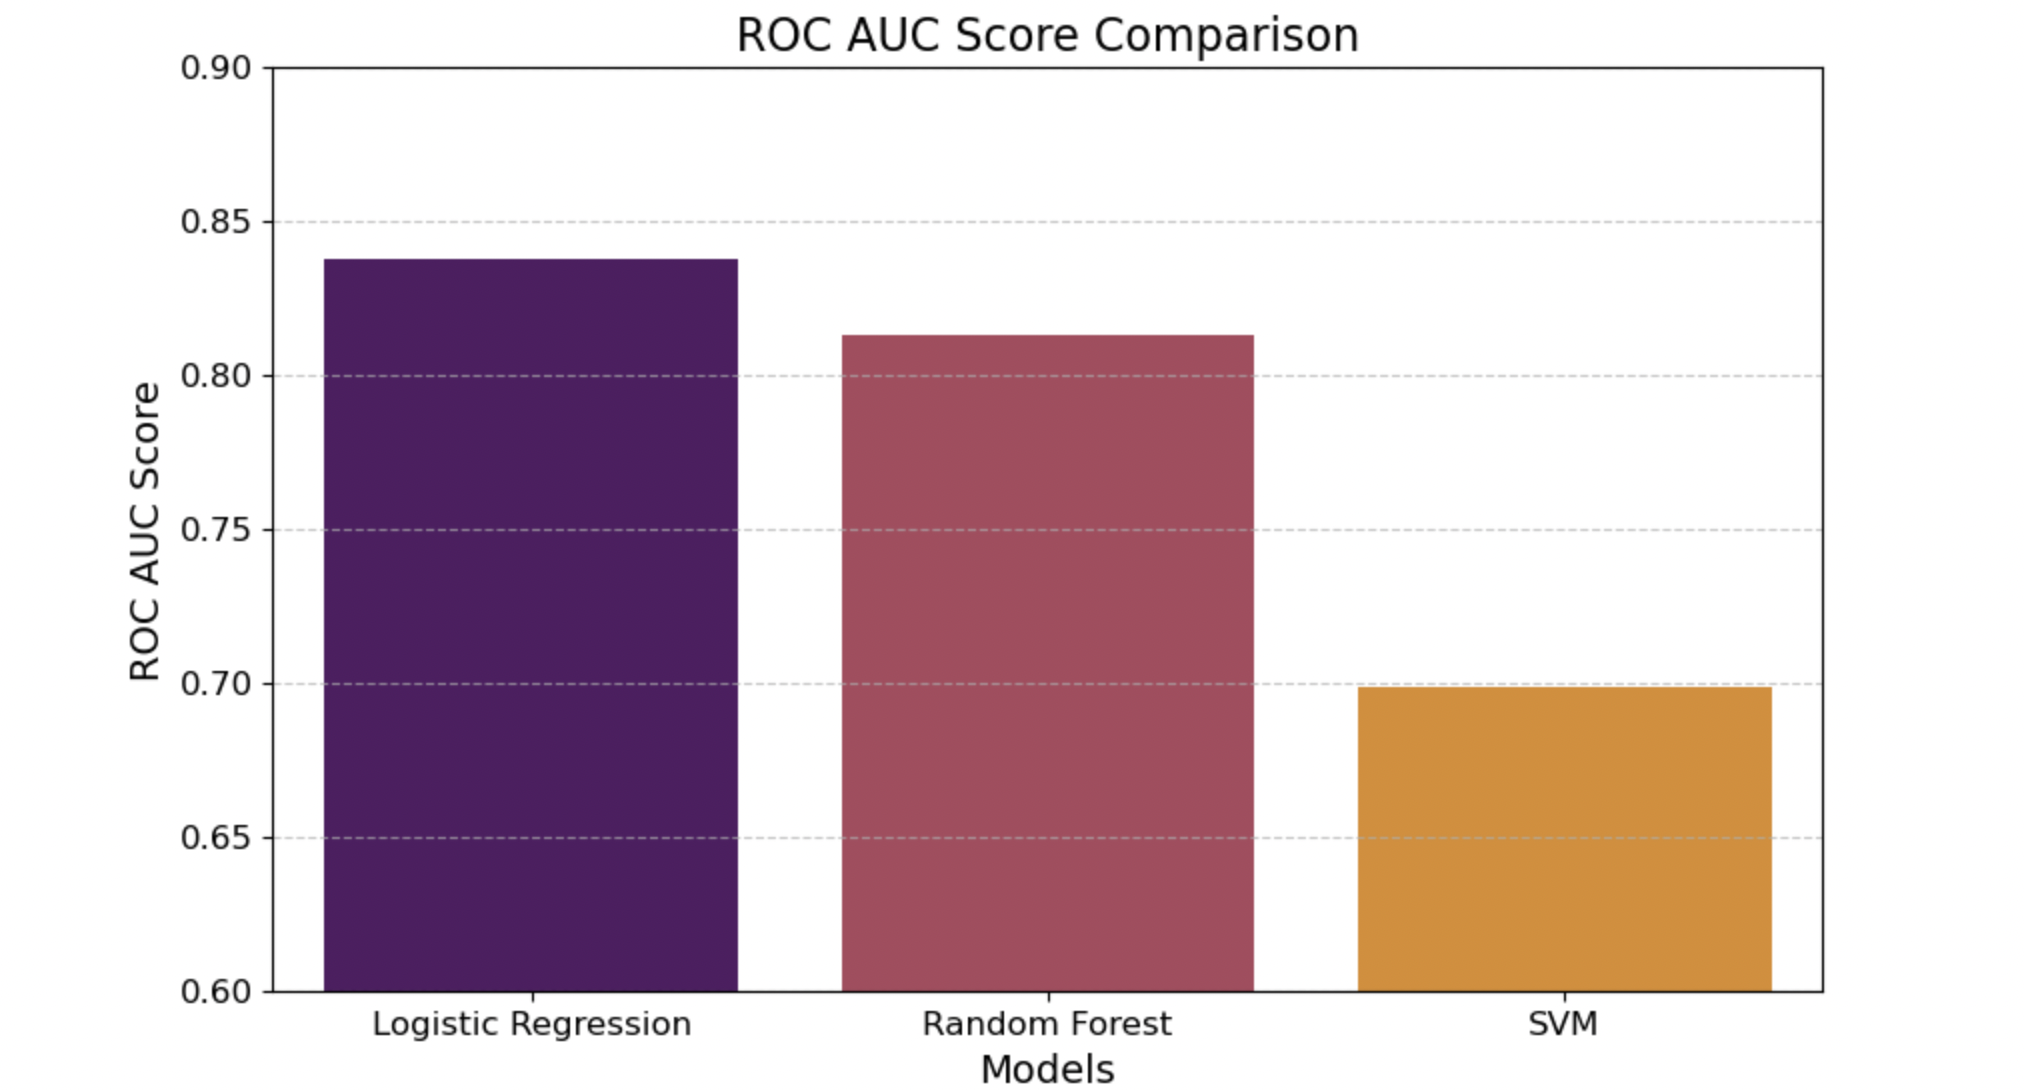 ROC AUC Score Comparison
ROC AUC Score
0.90
0.85
0.80
0.75
0.70
0.65
0.60
Logistic Regression
Random Forest
SVM
Models